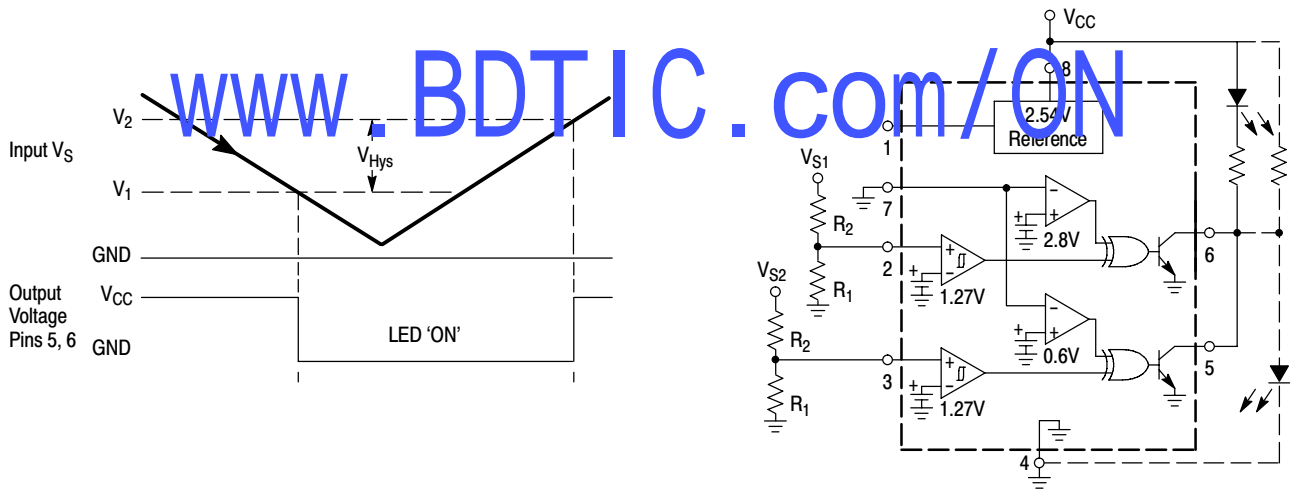 www.BDTIC.com/ON
V2
Input VS
VHys
V1
GND
Output
Voltage
Pins 5, 6
VCC
GND
LED ‘ON’
VCC
8
2.54V
Reference
1
VS1
7
R2
2.8V
6
2
1.27V
R1
VS2
R2
0.6V
5
3
1.27V
R1
4